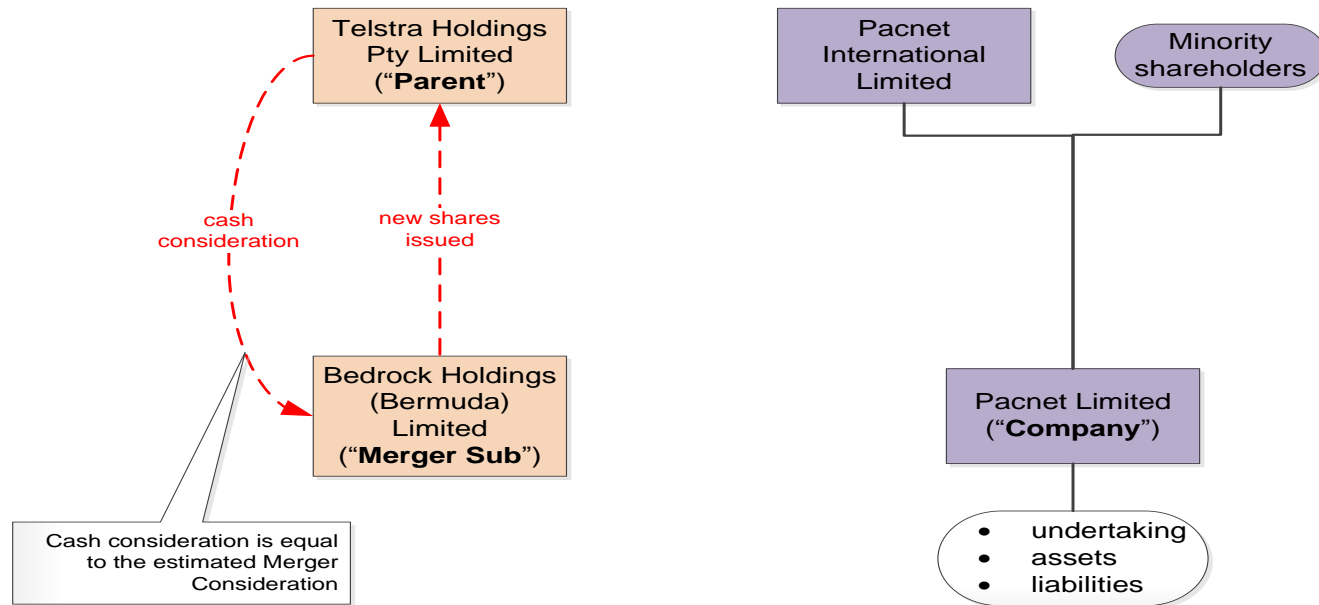 Telstra Holdings
Pty Limited
(“Parent”)
Pacnet
International
Limited
Minority
shareholders
cash
consideration
new shares
issued
Bedrock Holdings
(Bermuda)
Limited
(“Merger Sub”)
Pacnet Limited
(“Company”)
Cash consideration is equal
to the estimated Merger
Consideration
• undertaking
• assets
• liabilities